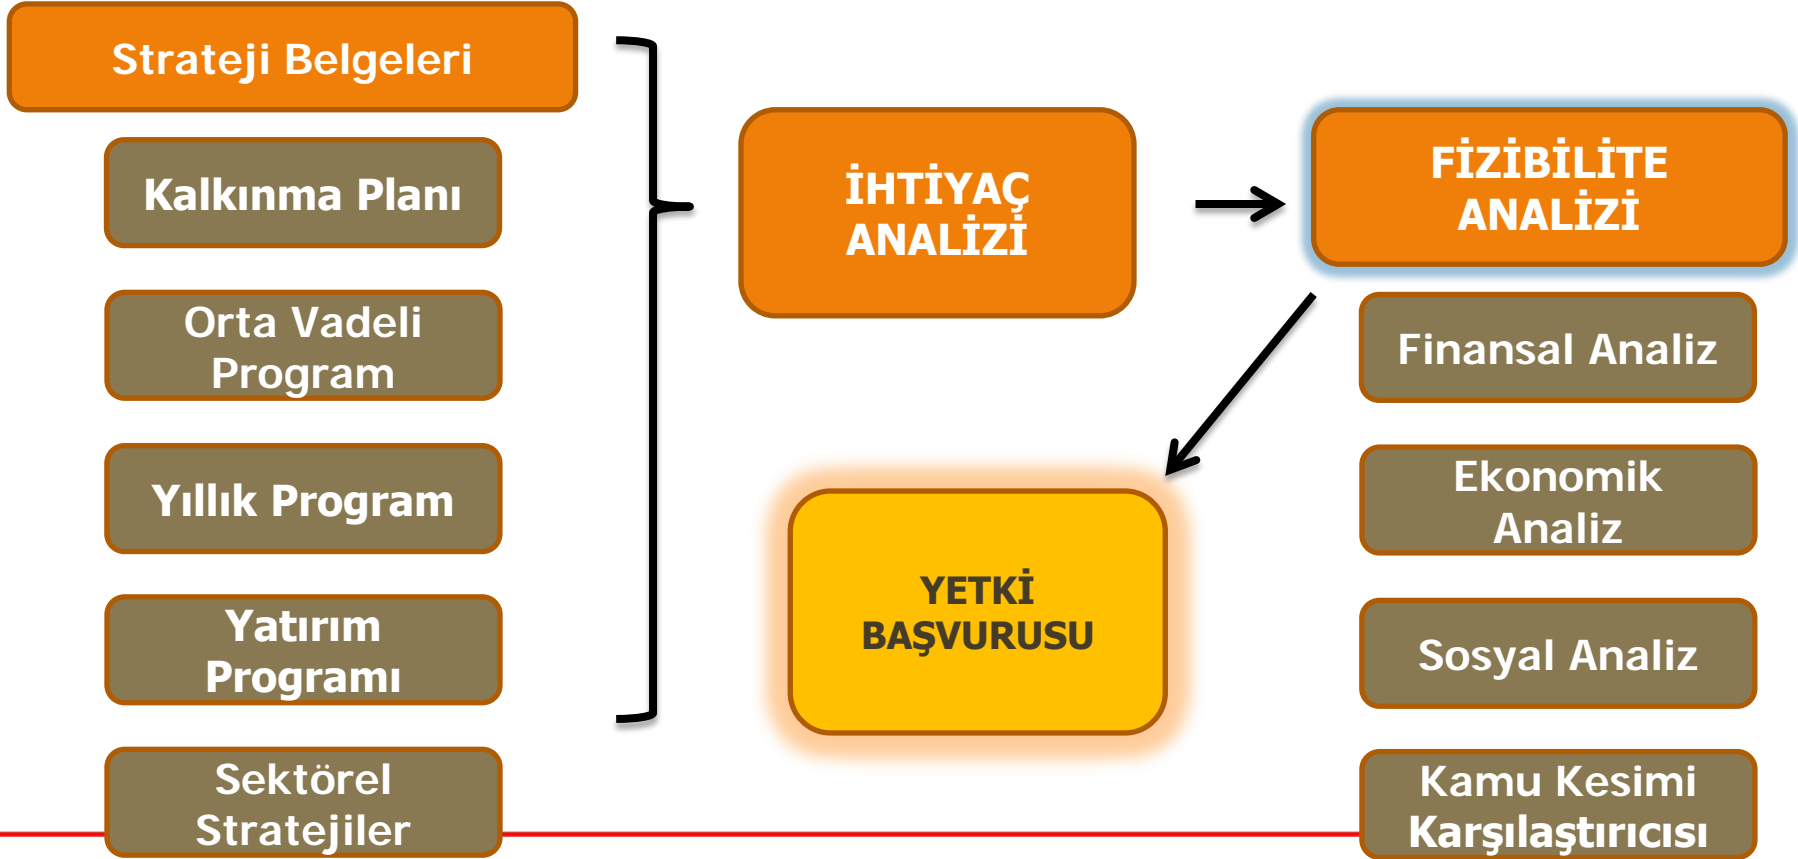 Strateji Belgeleri
Kalkınma Planı
Orta Vadeli
Program
Yıllık Program
Yatırım
Programı
Sektörel
Stratejiler
İHTİYAÇ
ANALİZİ
FİZİBİLİTE
ANALİZİ
Finansal Analiz
Ekonomik
Analiz
Sosyal Analiz
Kamu Kesimi
Karşılaştırıcısı
YETKİ
BAŞVURUSU